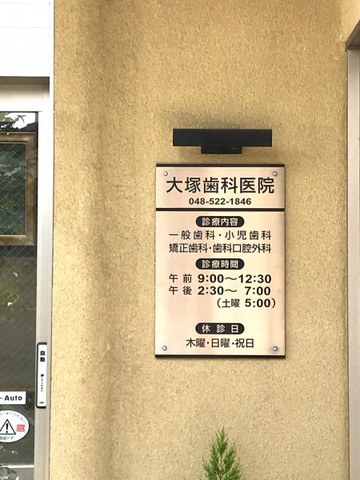 大塚歯科医院
048-522-1846
診療内容
一般歯科・小児歯科
矯正歯科・歯科口腔外科
診療時間
午前 9:00〜12:30
午後 2:30〜 7:00
(土曜 5:00)
休診日
木曜・日曜・祝日
自動
Auto